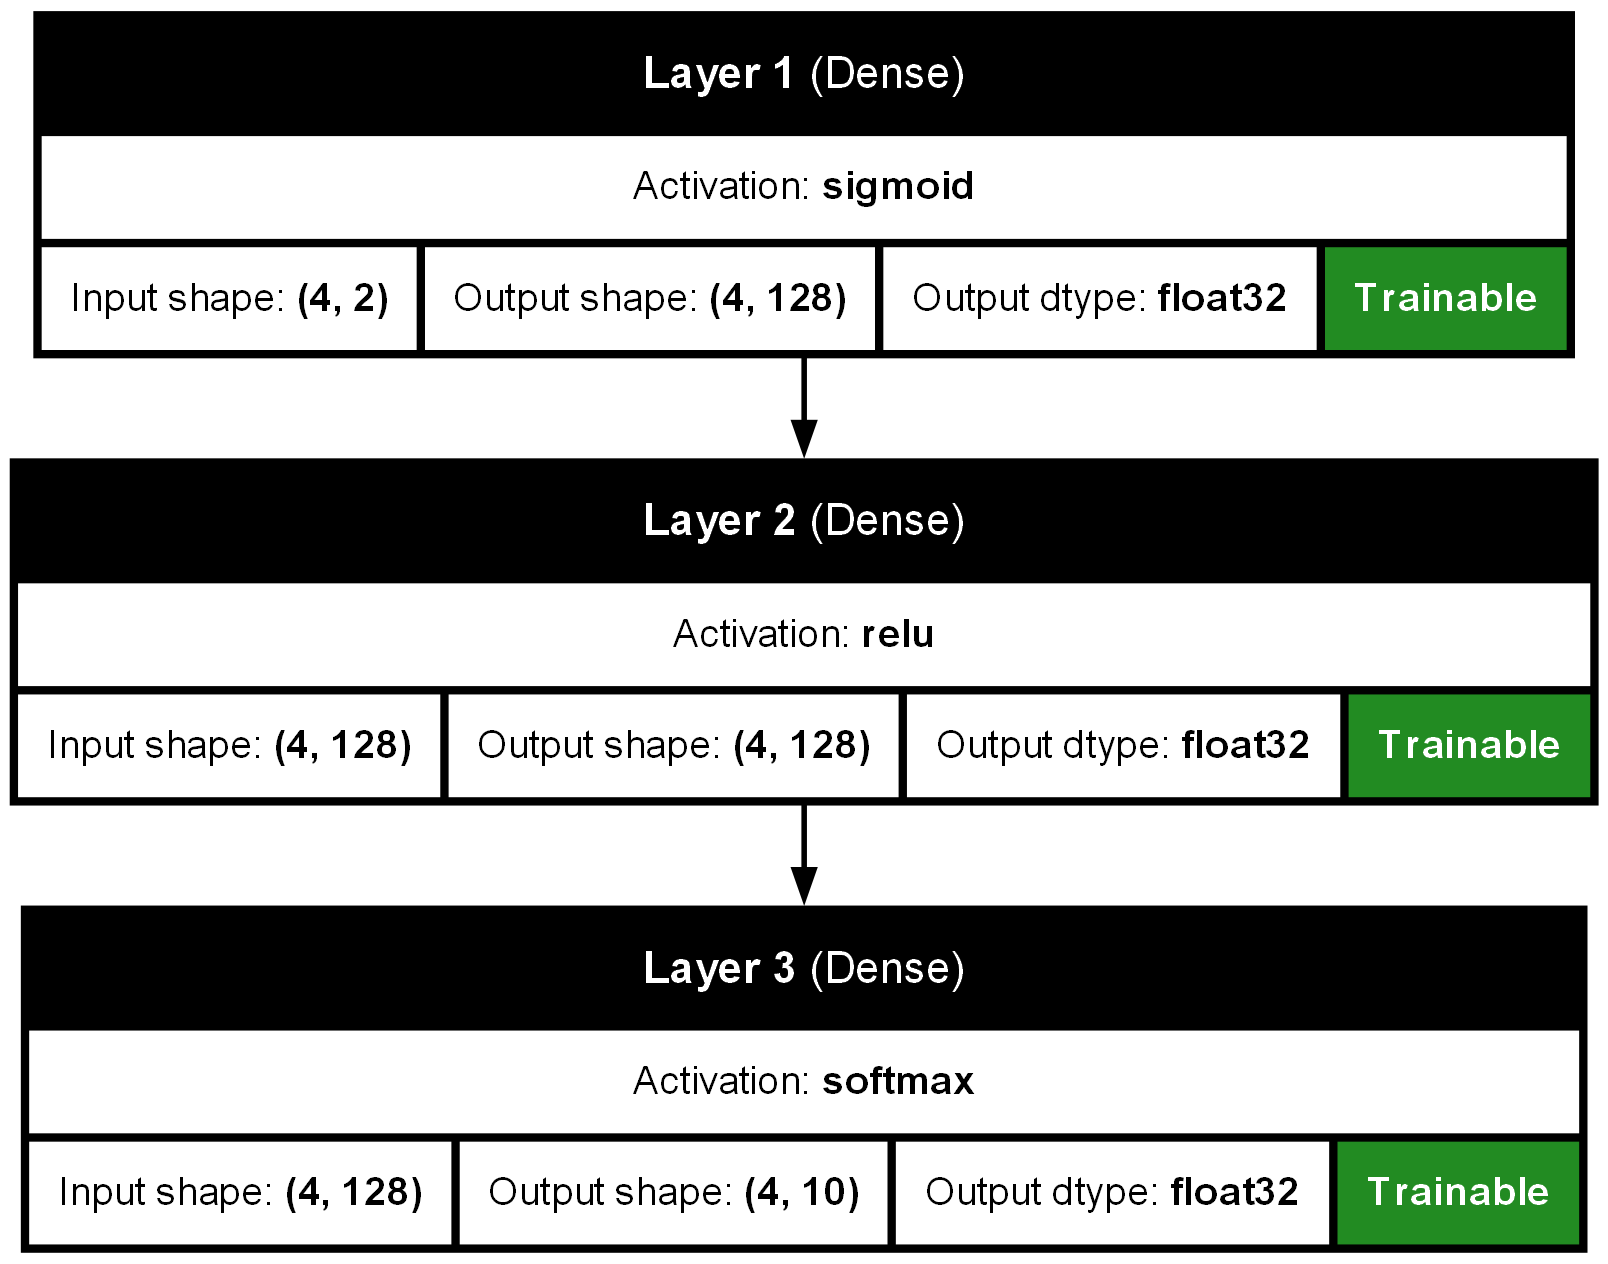 Layer 1 (Dense)
Activation: sigmoid
Input shape: (4, 2) Output shape: (4, 128) Output dtype: float32 Trainable
Layer 2 (Dense)
Activation: relu
Input shape: (4, 128) Output shape: (4, 128) Output dtype: float32 Trainable
Layer 3 (Dense)
Activation: softmax
Input shape: (4, 128) Output shape: (4, 10) Output dtype: float32 Trainable